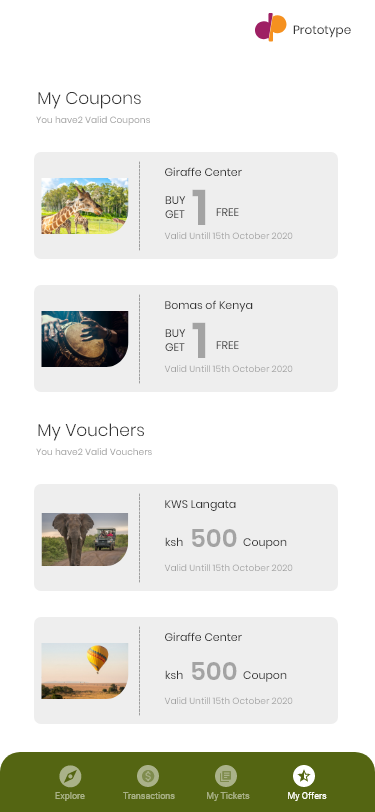 dp Prototype
My Coupons
You have2 Valid Coupons
Giraffe Center
BUY
GET 1 FREE
Valid Untill 15th October 2020
Bomas of Kenya
BUY
GET 1 FREE
Valid Untill 15th October 2020
My Vouchers
You have2 Valid Vouchers
KWS Langata
ksh 500 Coupon
Valid Untill 15th October 2020
Giraffe Center
ksh 500 Coupon
Valid Untill 15th October 2020
Explore Transactions My Tickets My Offers